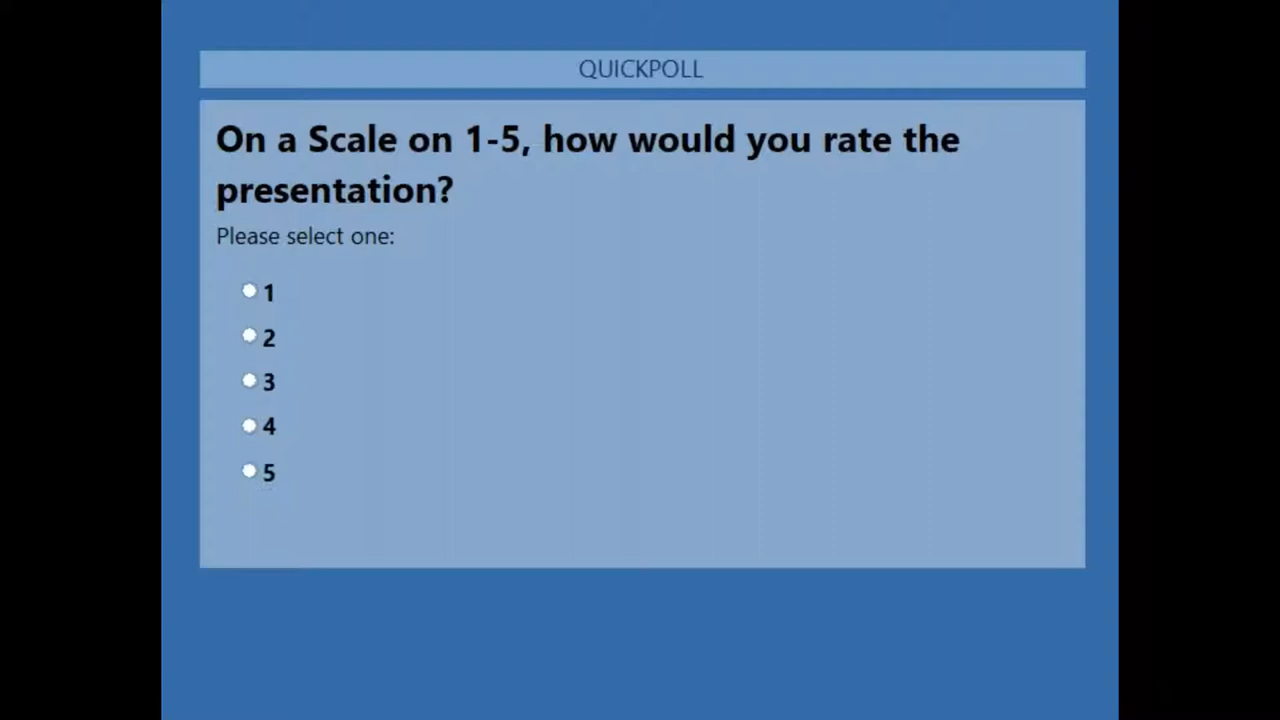 QUICKPOLL
On a Scale on 1-5, how would you rate the
presentation?
Please select one:
1
2
3
4
5